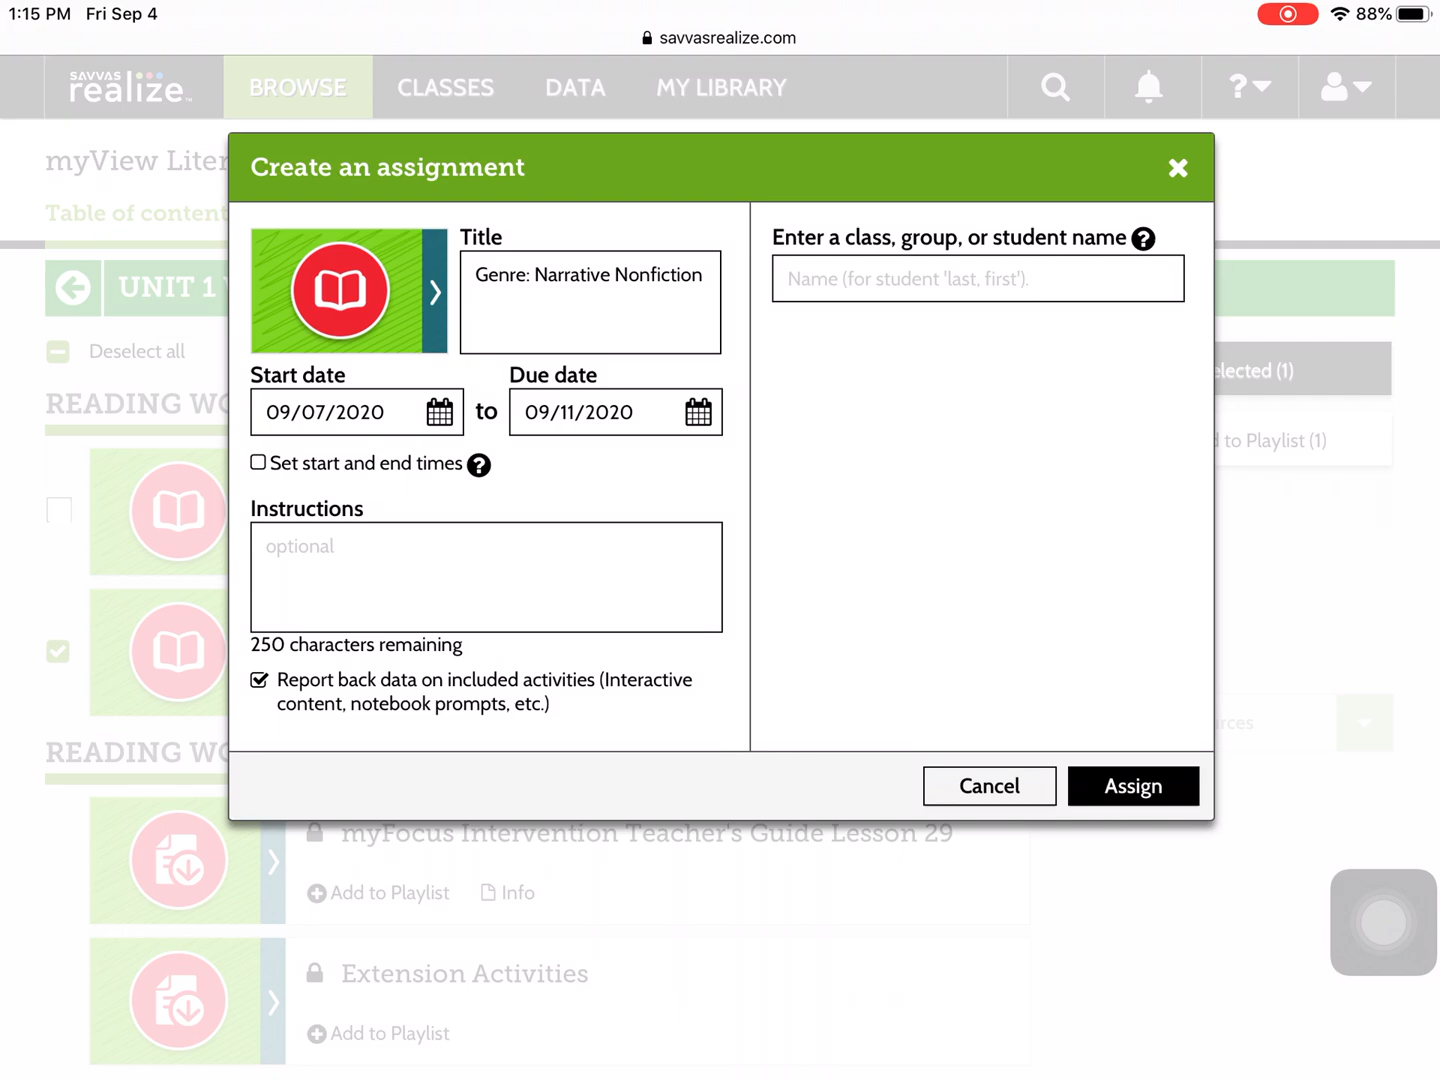 1:15 PM Fri Sep 4
88%
savvasrealize.com
SAVVAS
realize™
BROWSE
CLASSES
DATA
MY LIBRARY
?
myView Liter
Table of content
Create an assignment
UNIT 1
Deselect all
READING WO
Title
Genre: Narrative Nonfiction
Start date
Due date
09/07/2020
to
09/11/2020
Set start and end times ?
Instructions
optional
250 characters remaining
Report back data on included activities (Interactive
content, notebook prompts, etc.)
Enter a class, group, or student name ?
Name (for student 'last, first').
elected (1)
d to Playlist (1)
rces
READING WO
Cancel
Assign
myFocus Intervention Teacher's Guide Lesson 29
Add to Playlist
Info
Extension Activities
Add to Playlist